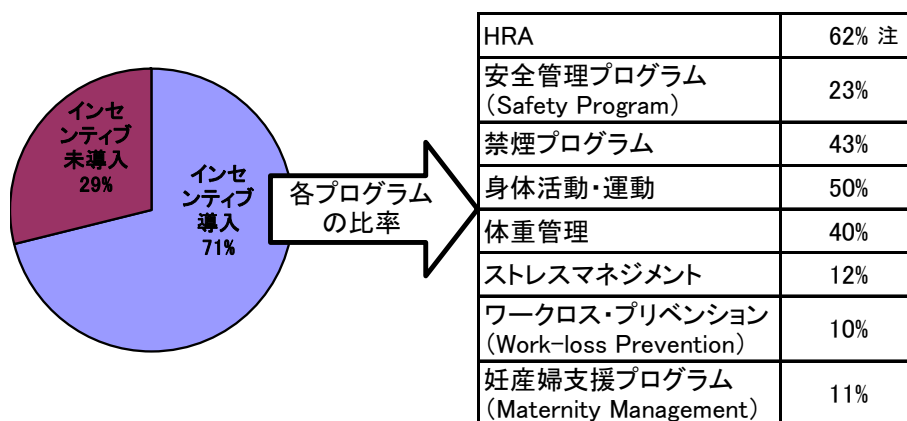 インセ
ンティブ
未導入
29%
インセ
ンティブ
導入
71%
各プログラム
の比率
HRA 62% 注
安全管理プログラム
(Safety Program) 23%
禁煙プログラム 43%
身体活動・運動 50%
体重管理 40%
ストレスマネジメント 12%
ワークロス・プリベンション
(Work-loss Prevention) 10%
妊産婦支援プログラム
(Maternity Management) 11%